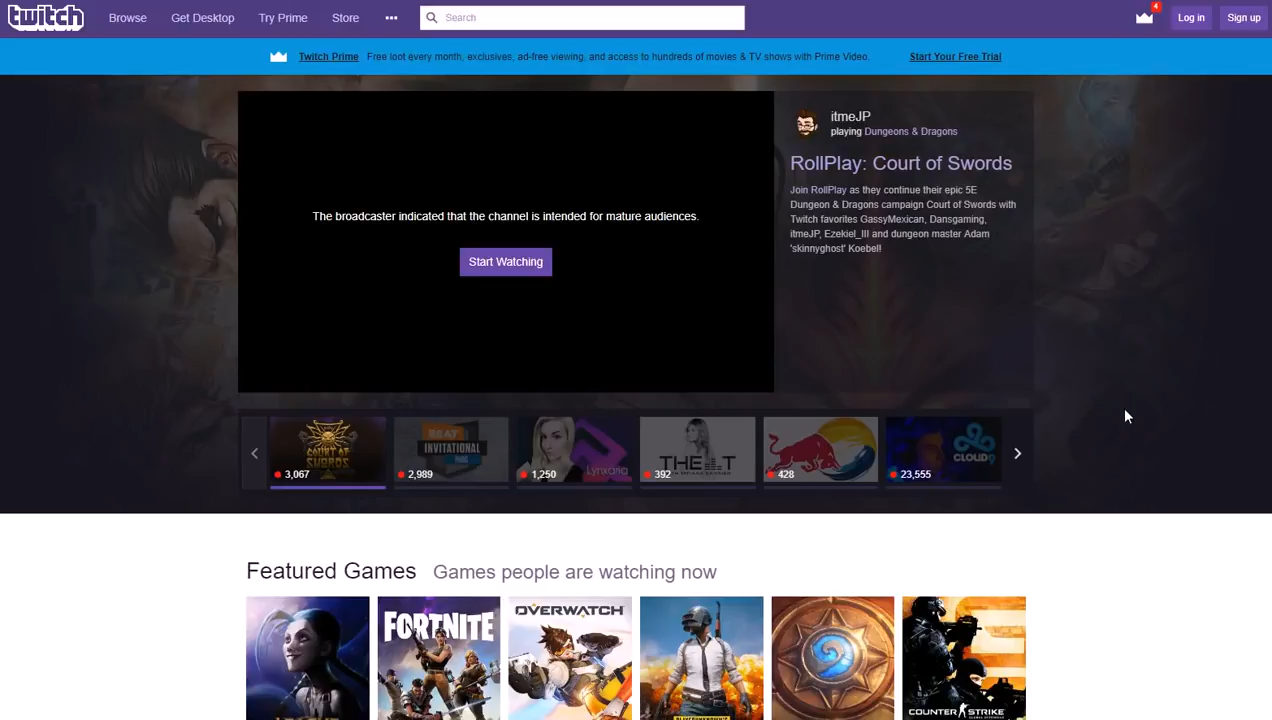 twitch
Browse
Get Desktop
Try Prime
Store
Search
4
Log in
Sign up
Twitch Prime Free loot every month, exclusives, ad-free viewing, and access to hundreds of movies & TV shows with Prime Video. Start Your Free Trial
The broadcaster indicated that the channel is intended for mature audiences.
Start Watching
itmeJP
playing Dungeons & Dragons
RollPlay: Court of Swords
Join RollPlay as they continue their epic 5E
Dungeon & Dragons campaign Court of Swords with
Twitch favorites GassyMexican, Dansgaming,
itmeJP, Ezekiel_III and dungeon master Adam
'skinnyghost' Koebel!
COURT OF
SWORDS
3,067
INVITATIONAL
2,989
Lynxaria
1,250
392
428
CLOUD9
23,555
Featured Games Games people are watching now
FORTNITE
OVERWATCH
COUNTER STRIKE